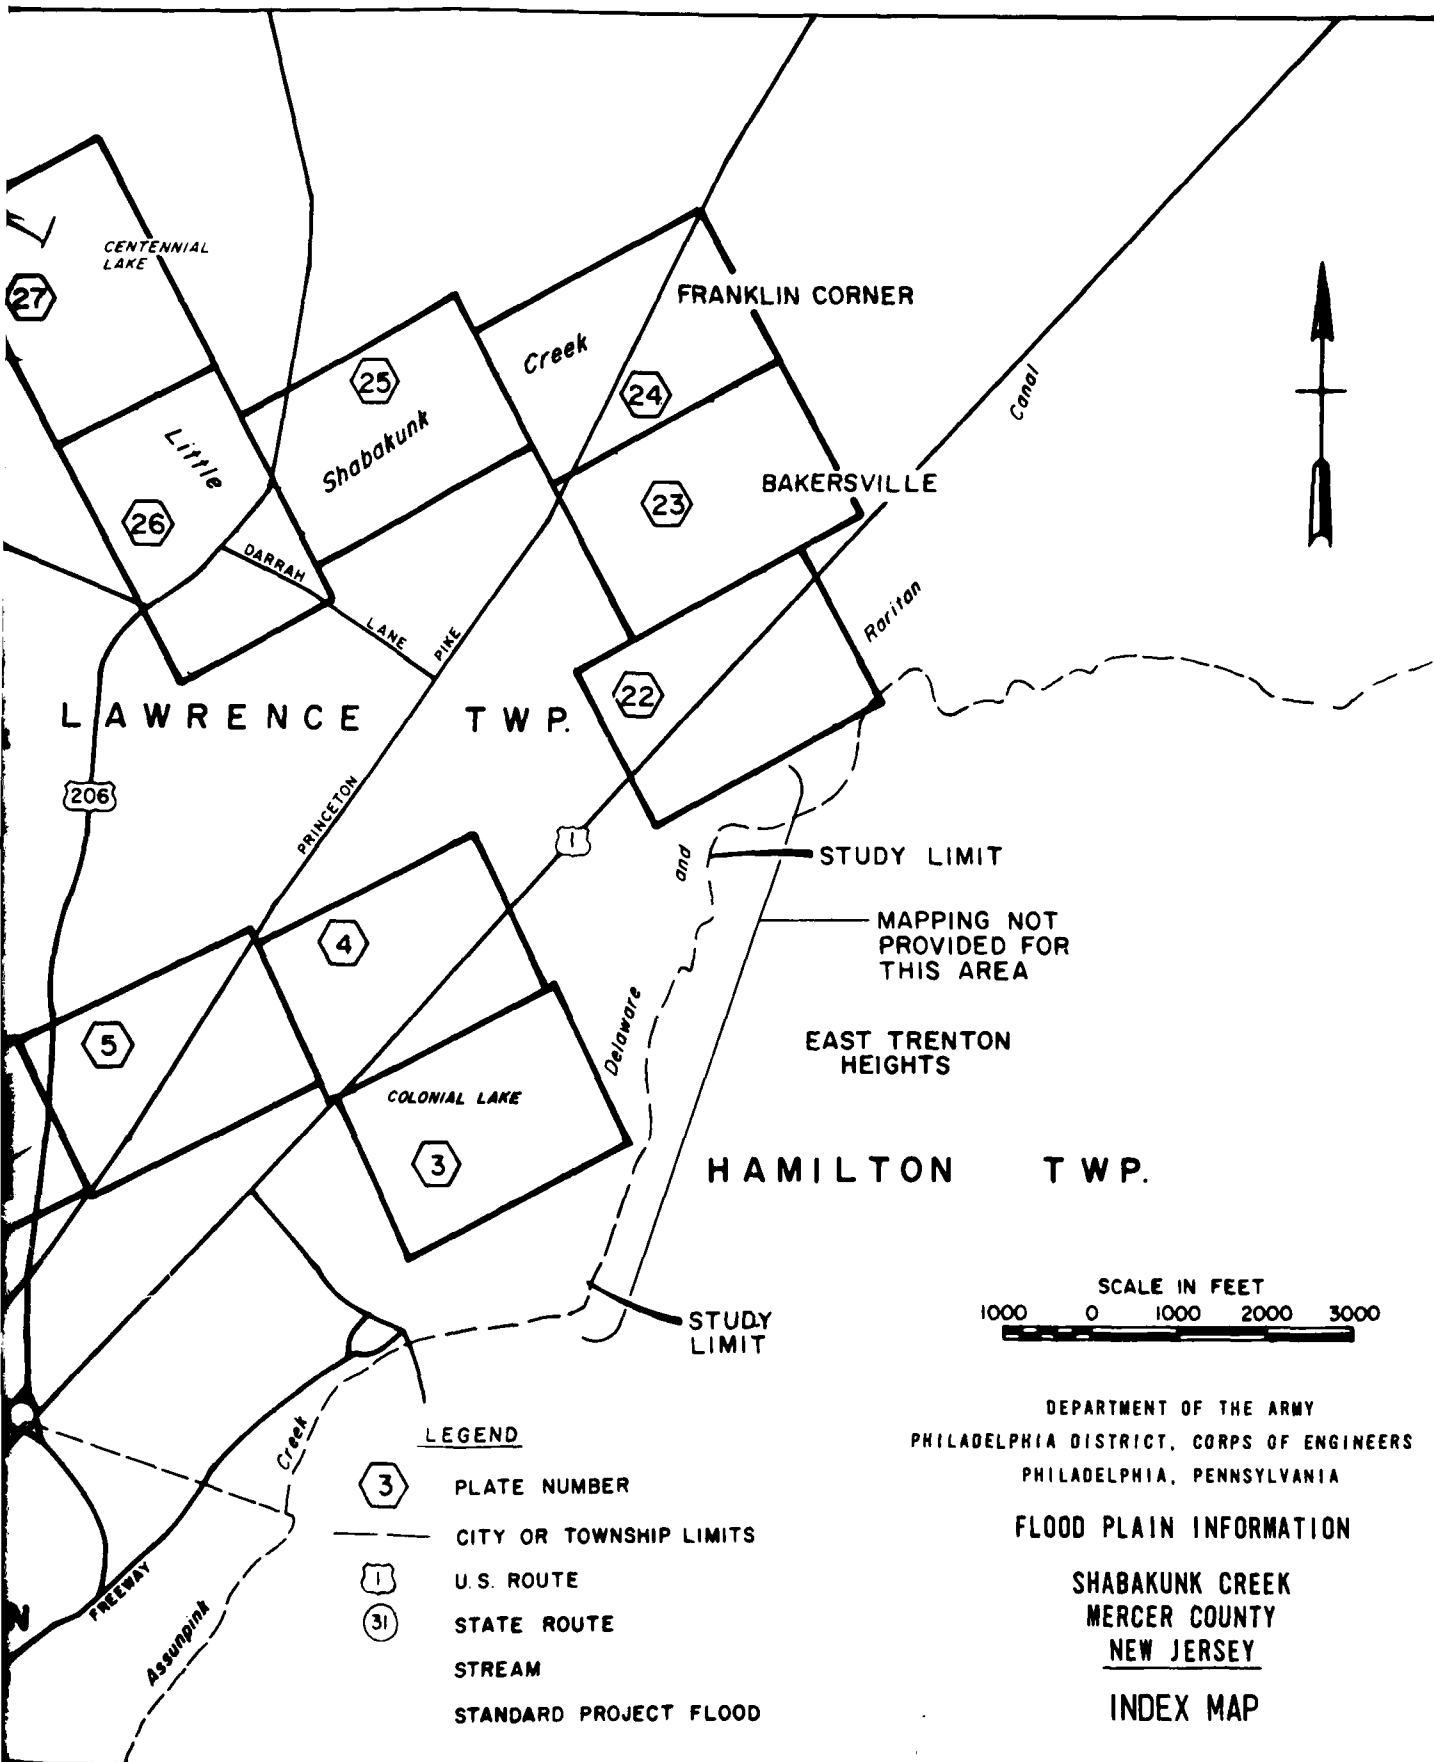 CENTENNIAL
LAKE
27
FRANKLIN CORNER
Creek
25
24
Shabakunk
Little
Canal
BAKERSVILLE
23
26
DARRAH
LANE
PIKE
Raritan
22
LAWRENCE TWP.
206
PRINCETON
1
and
STUDY LIMIT
4
MAPPING NOT
PROVIDED FOR
THIS AREA
5
Delaware
EAST TRENTON
HEIGHTS
COLONIAL LAKE
3
HAMILTON TWP.
SCALE IN FEET
1000 0 1000 2000 3000
STUDY
LIMIT
DEPARTMENT OF THE ARMY
PHILADELPHIA DISTRICT, CORPS OF ENGINEERS
PHILADELPHIA, PENNSYLVANIA
FLOOD PLAIN INFORMATION
SHABAKUNK CREEK
MERCER COUNTY
NEW JERSEY
INDEX MAP
Creek
LEGEND
3 PLATE NUMBER
CITY OR TOWNSHIP LIMITS
1 U.S. ROUTE
31 STATE ROUTE
STREAM
STANDARD PROJECT FLOOD
FREEWAY
N
Assunpink